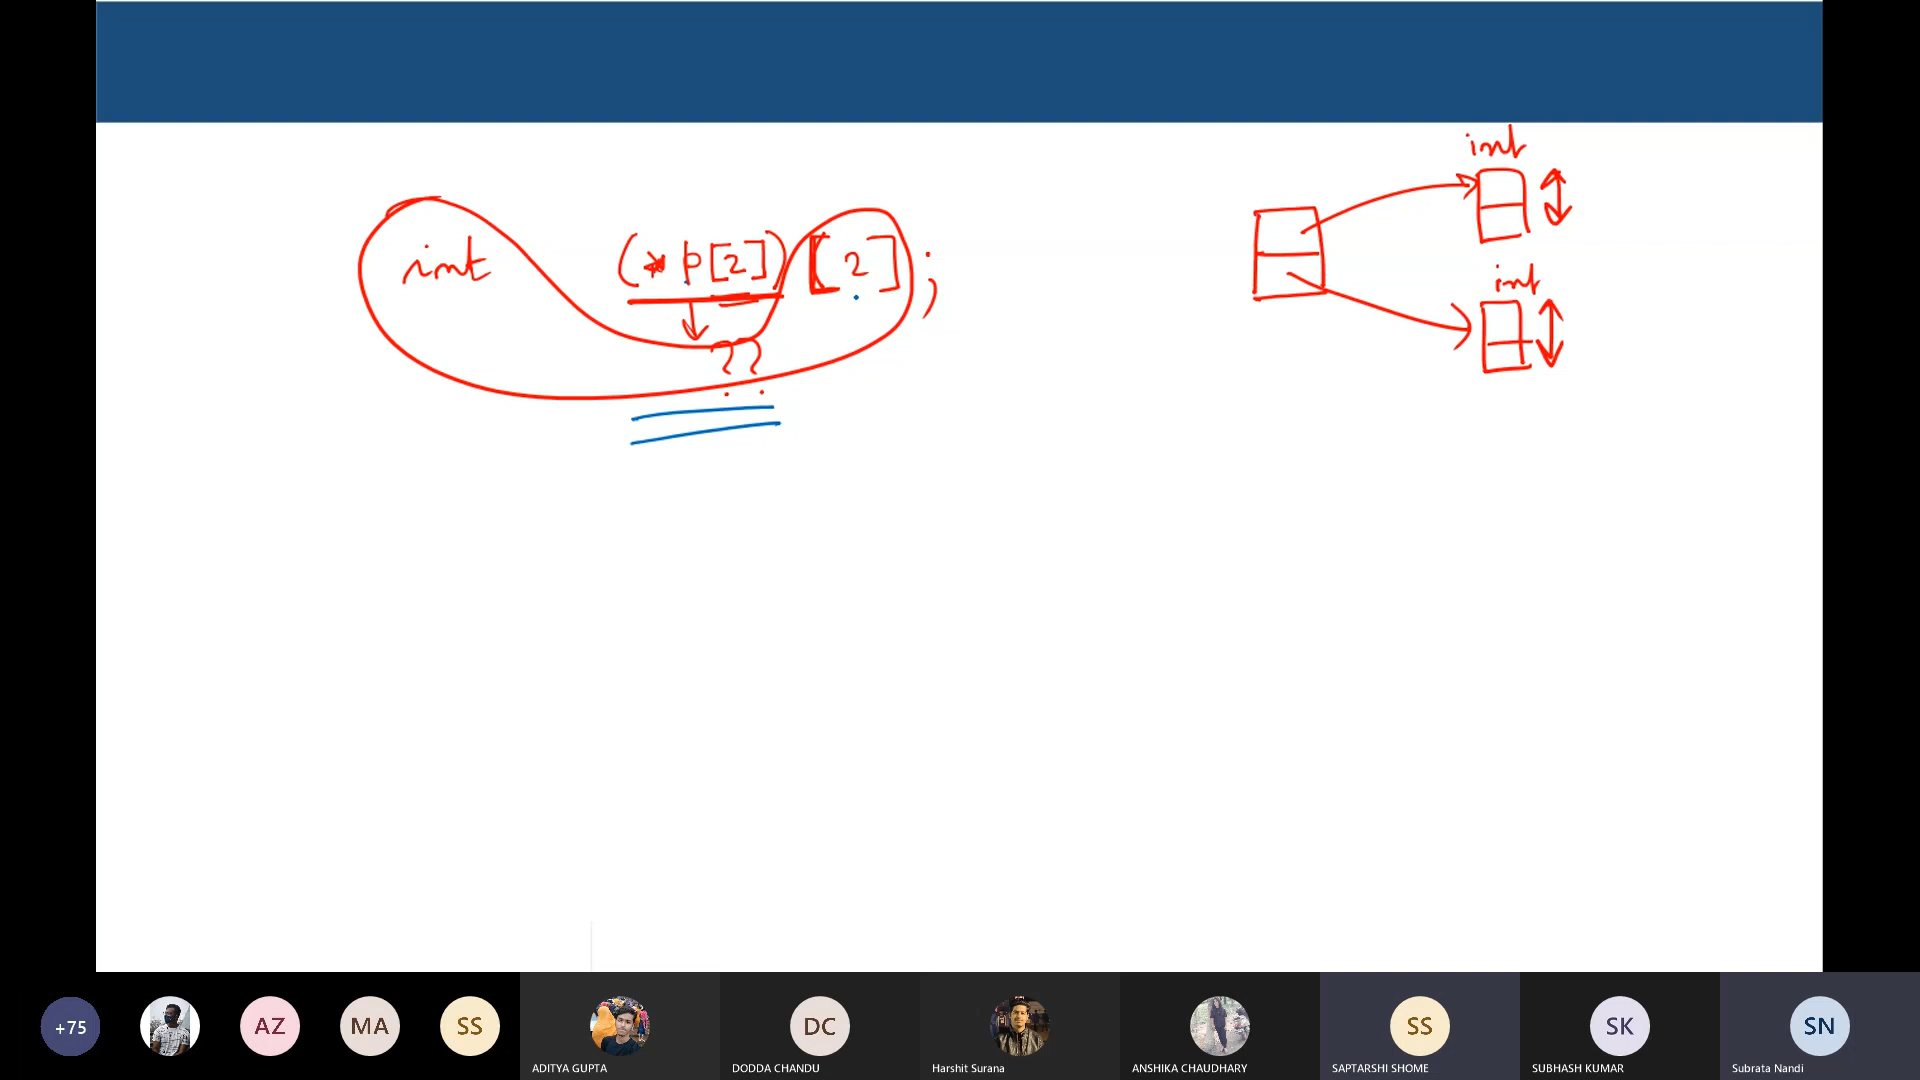 int (*p[2]) [2];
??
int
int
+75 AZ MA SS DC SS SK SN
ADITYA GUPTA DODDA CHANDU Harshit Surana ANSHIKA CHAUDHARY SAPTARSHI SHOME SUBHASH KUMAR Subrata Nandi